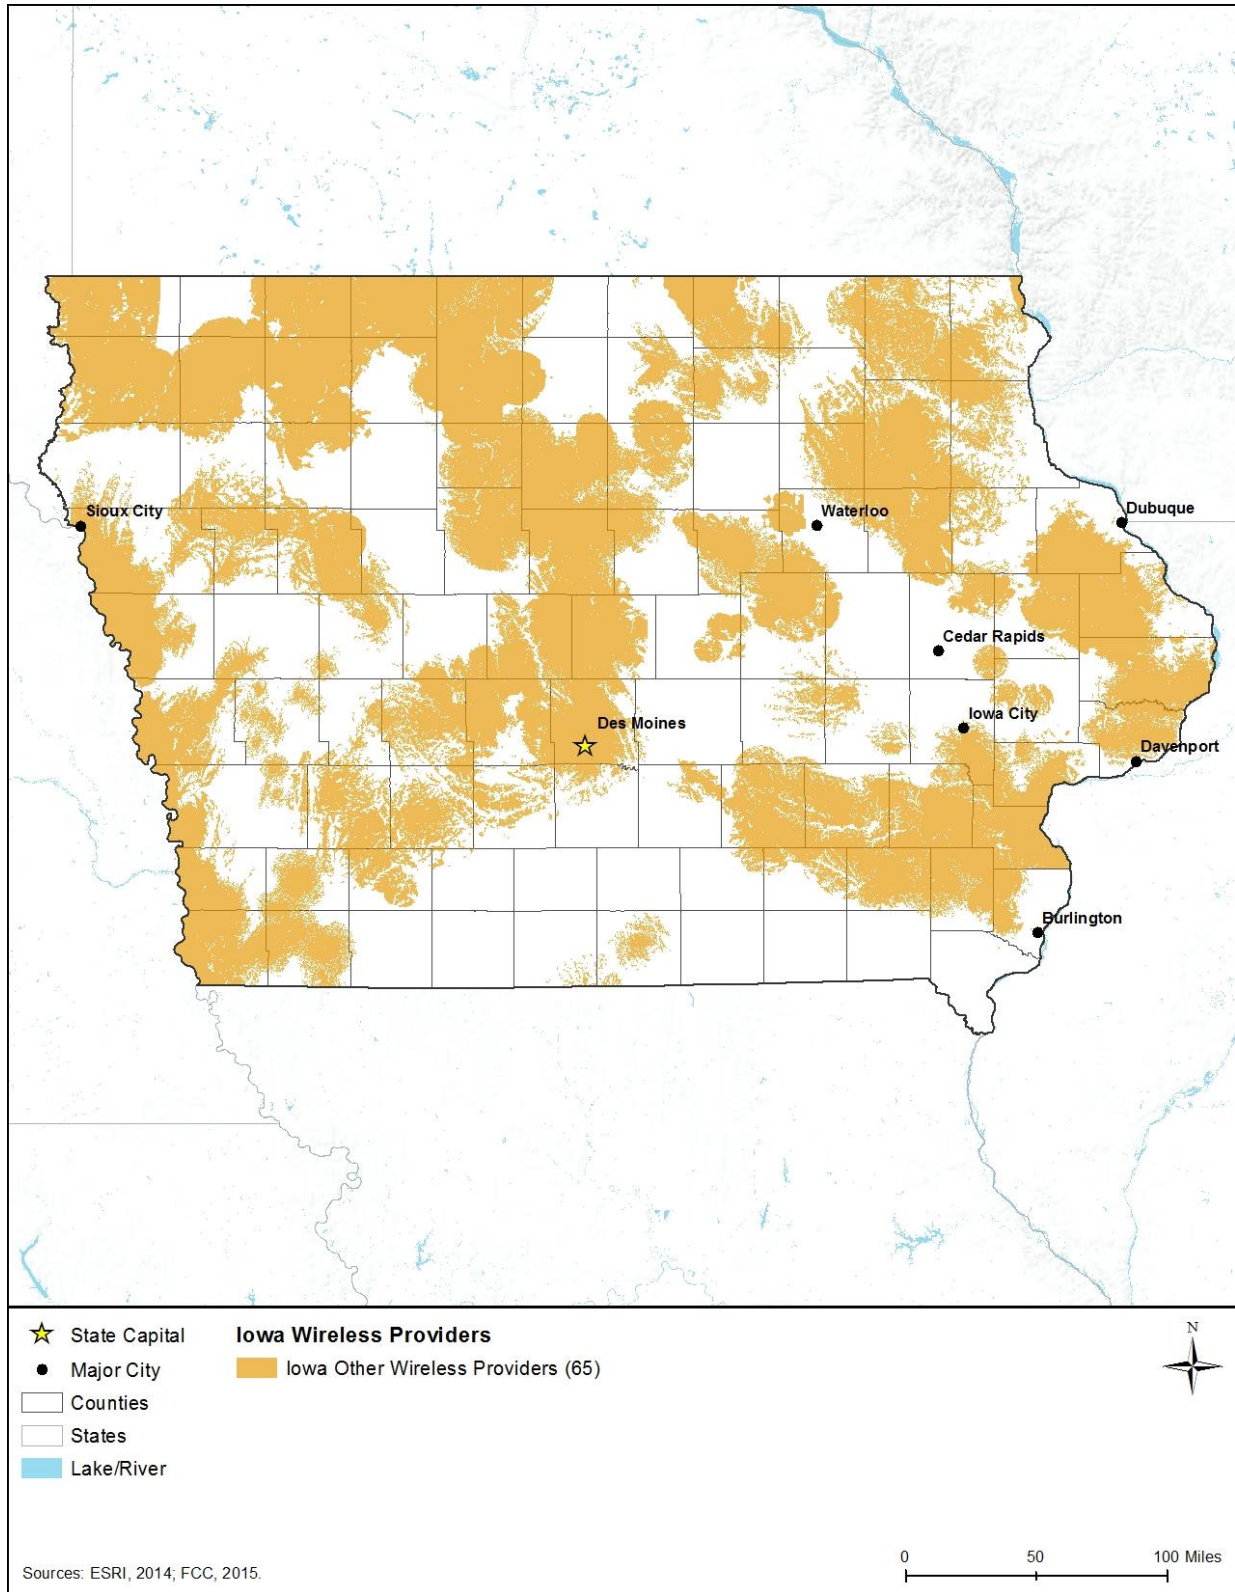 Sioux City
Waterloo
Dubuque
Cedar Rapids
Iowa City
Des Moines
Davenport
Burlington
State Capital
Iowa Wireless Providers
N
Major City
Iowa Other Wireless Providers (65)
Counties
States
Lake/River
0 50 100 Miles
Sources: ESRI, 2014; FCC, 2015.